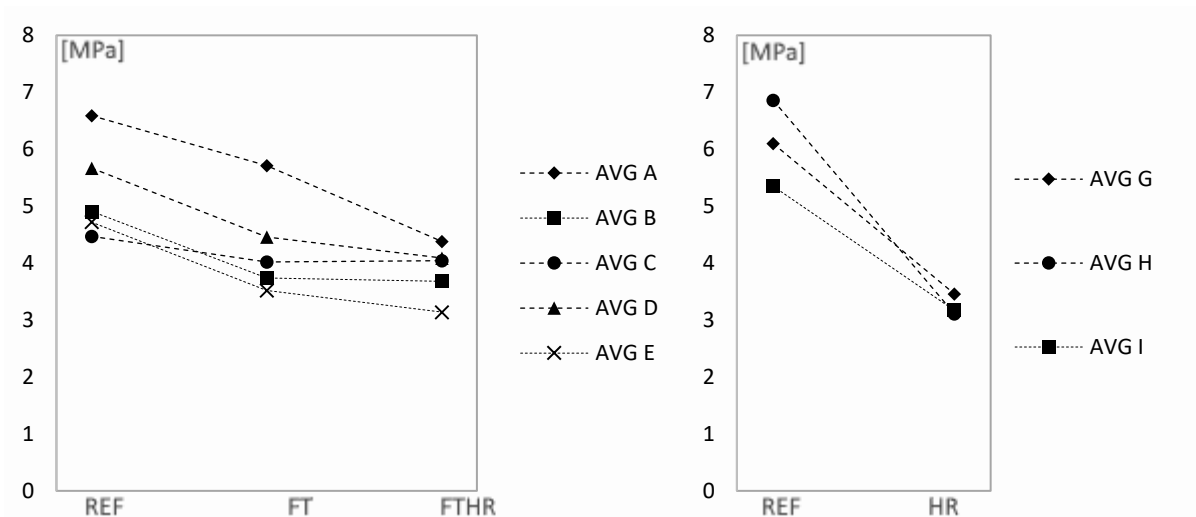 8
[MPa]
7
6
5
4
3
2
1
0
REF FT FTHR
AVG A
AVG B
AVG C
AVG D
AVG E
8
[MPa]
7
6
5
4
3
2
1
0
REF HR
AVG G
AVG H
AVG I